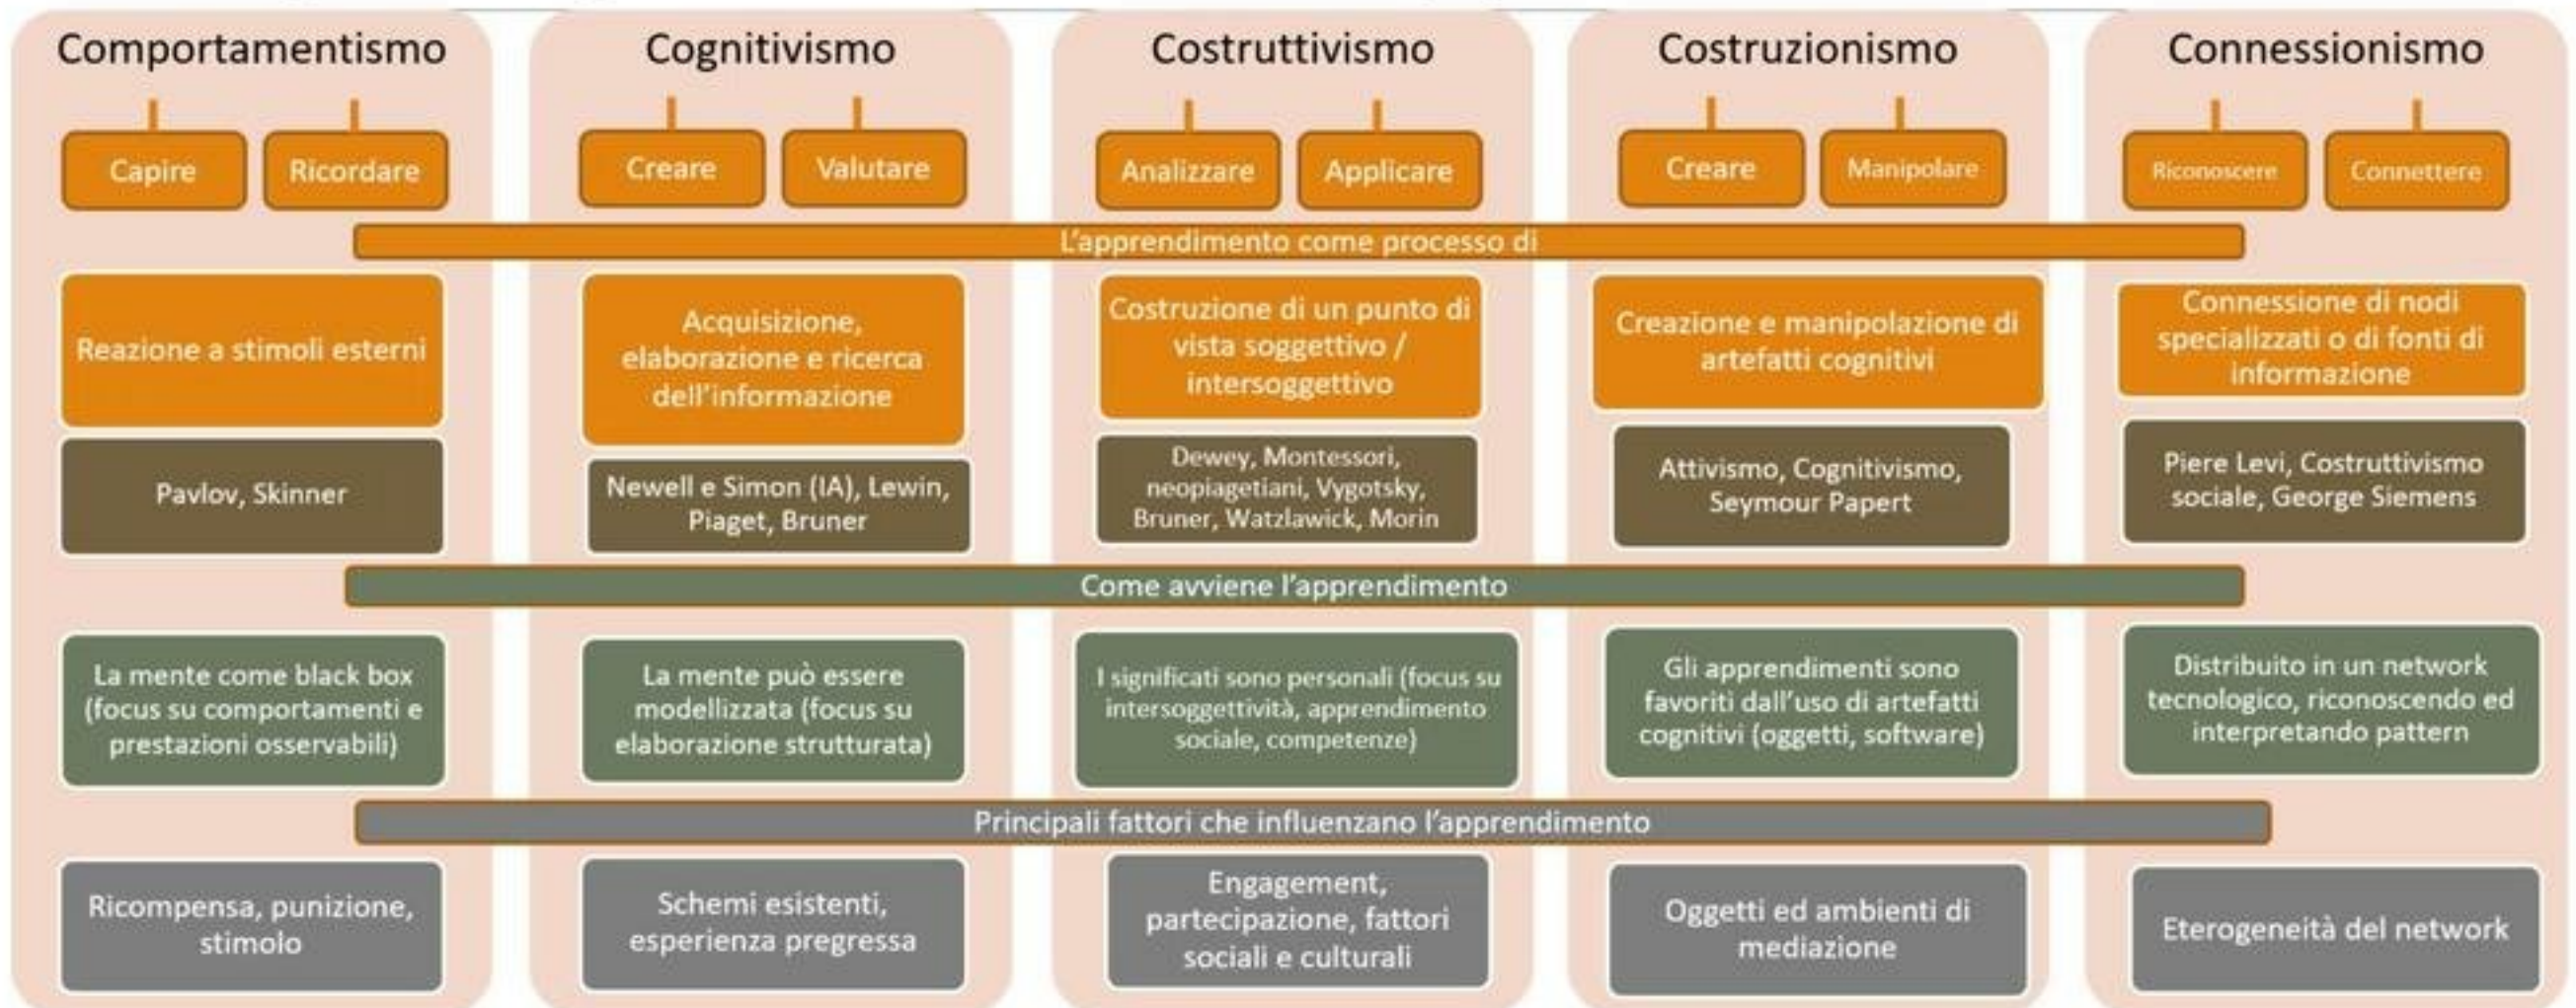 Comportamentismo
Cognitivismo
Costruttivismo
Costruzionismo
Connessionismo
Capire
Ricordare
Creare
Valutare
Analizzare
Applicare
Creare
Manipolare
Riconoscere
Connettere
L'apprendimento come processo di
Reazione a stimoli esterni
Acquisizione,
elaborazione e ricerca
dell'informazione
Costruzione di un punto di
vista soggettivo /
intersoggettivo
Creazione e manipolazione di
artefatti cognitivi
Connessione di nodi
specializzati o di fonti di
informazione
Pavlov, Skinner
Newell e Simon (IA), Lewin,
Piaget, Bruner
Dewey, Montessori,
neopiagetiani, Vygotsky,
Bruner, Watzlawick, Morin
Attivismo, Cognitivismo,
Seymour Papert
Piere Levi, Costruttivismo
sociale, George Siemens
Come avviene l'apprendimento
La mente come black box
(focus su comportamenti e
prestazioni osservabili)
La mente può essere
modellizzata (focus su
elaborazione strutturata)
I significati sono personali (focus su
intersoggettività, apprendimento
sociale, competenze)
Gli apprendimenti sono
favoriti dall'uso di artefatti
cognitivi (oggetti, software)
Distribuito in un network
tecnologico, riconoscendo ed
interpretando pattern
Principali fattori che influenzano l'apprendimento
Ricompensa, punizione,
stimolo
Schemi esistenti,
esperienza pregressa
Engagement,
partecipazione, fattori
sociali e culturali
Oggetti ed ambienti di
mediazione
Eterogeneità del network